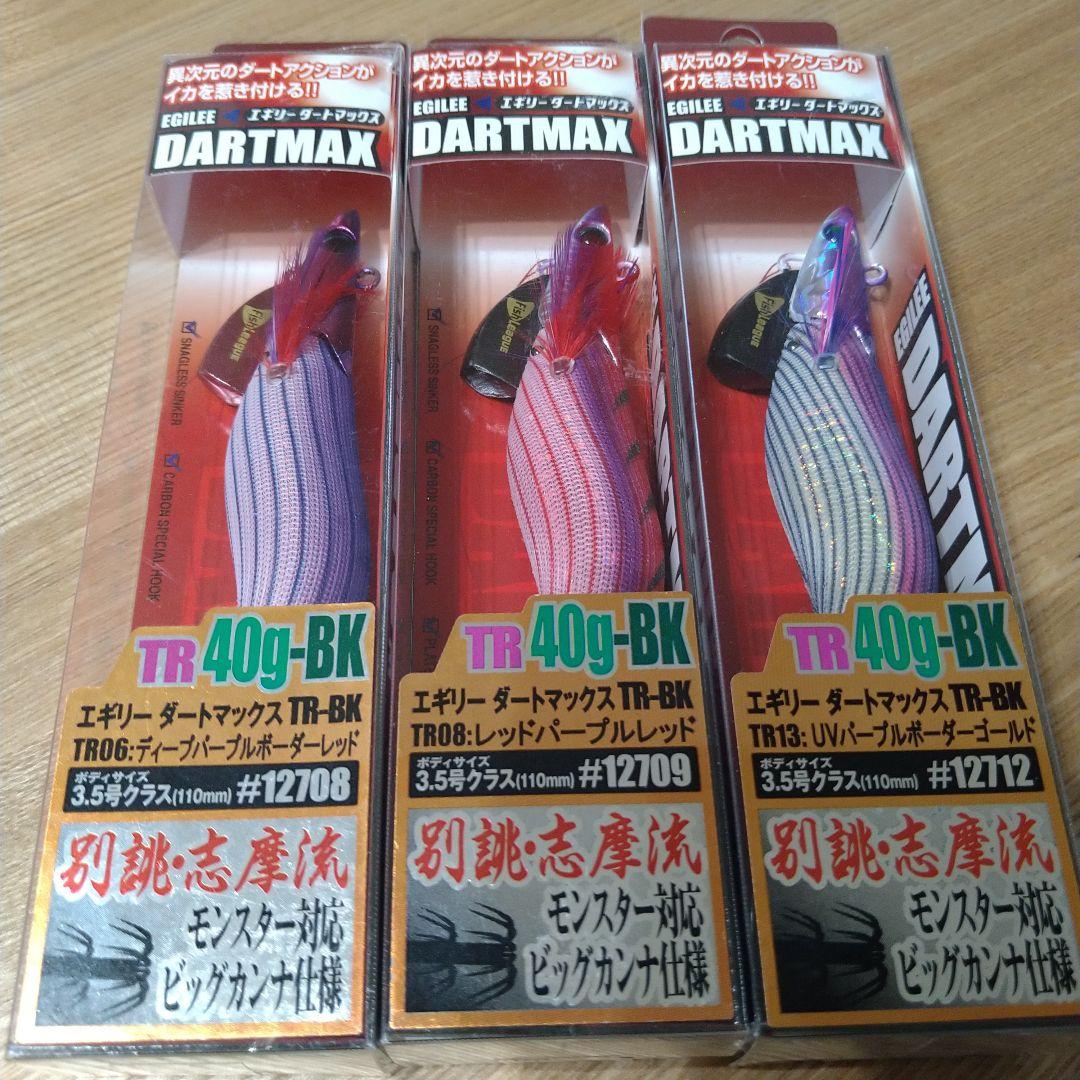 異次元のダートアクションが
イカを惹き付ける!!
EGILEE エギリー ダートマックス
DARTMAX
FishLeague
SNAGLESS SINKER
CARBON SPECIAL HOOK
TR 40g-BK
エギリー ダートマックス TR-BK
TR06:ディープパープルボーダーレッド
ボディサイズ
3.5号クラス(110mm) #12708
別誂・志摩流
モンスター対応
ビッグカンナ仕様
異次元のダートアクションが
イカを惹き付ける!!
EGILEE エギリー ダートマックス
DARTMAX
FishLeague
SNAGLESS SINKER
CARBON SPECIAL HOOK
TR 40g-BK
エギリー ダートマックス TR-BK
TR08:レッドパープルレッド
ボディサイズ
3.5号クラス(110mm) #12709
別誂・志摩流
モンスター対応
ビッグカンナ仕様
異次元のダートアクションが
イカを惹き付ける!!
EGILEE エギリー ダートマックス
DARTMAX
FishLeague
EGILEE
DARTM
TR 40g-BK
エギリー ダートマックス TR-BK
TR13:UVパープルボーダーゴールド
ボディサイズ
3.5号クラス(110mm) #12712
別誂・志摩流
モンスター対応
ビッグカンナ仕様